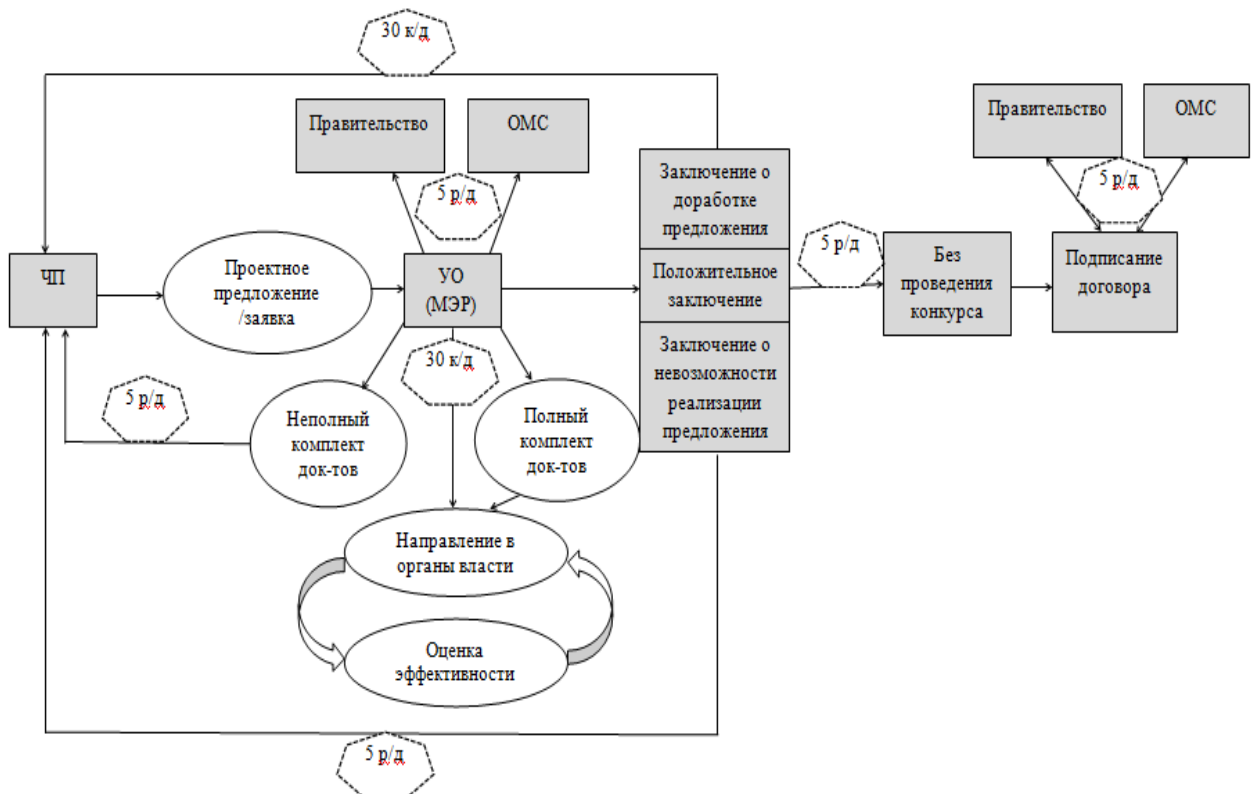 30 к/д
Правительство
ОМС
5 р/д
Заключение о
доработке
предложения
Правительство
ОМС
5 р/д
ЧП
Проектное
предложение
/заявка
УО
(МЭР)
Положительное
заключение
5 р/д
Без
проведения
конкурса
Подписание
договора
Заключение о
невозможности
реализации
предложения
30 к/д
5 р/д
Неполный
комплект
док-тов
Полный
комплект
док-тов
Направление в
органы власти
Оценка
эффективности
5 р/д